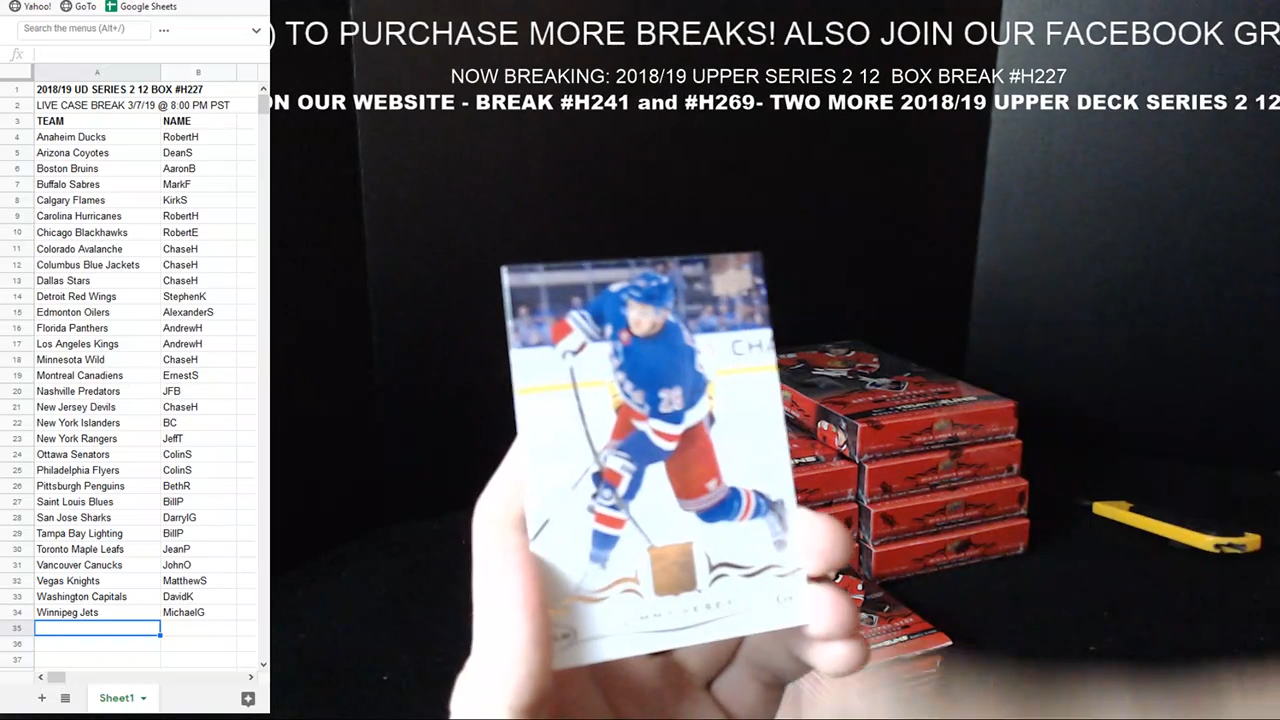 Yahoo! GoTo Google Sheets
Search the menus (Alt+/)
fx
A B
1 2018/19 UD SERIES 2 12 BOX #H227
2 LIVE CASE BREAK 3/7/19 @ 8:00 PM PST
3 TEAM NAME
4 Anaheim Ducks RobertH
5 Arizona Coyotes DeanS
6 Boston Bruins AaronB
7 Buffalo Sabres MarkF
8 Calgary Flames KirkS
9 Carolina Hurricanes RobertH
10 Chicago Blackhawks RobertE
11 Colorado Avalanche ChaseH
12 Columbus Blue Jackets ChaseH
13 Dallas Stars ChaseH
14 Detroit Red Wings StephenK
15 Edmonton Oilers AlexanderS
16 Florida Panthers AndrewH
17 Los Angeles Kings AndrewH
18 Minnesota Wild ChaseH
19 Montreal Canadiens ErnestS
20 Nashville Predators JFB
21 New Jersey Devils ChaseH
22 New York Islanders BC
23 New York Rangers JeffT
24 Ottawa Senators ColinS
25 Philadelphia Flyers ColinS
26 Pittsburgh Penguins BethR
27 Saint Louis Blues BillP
28 San Jose Sharks DarrylG
29 Tampa Bay Lighting BillP
30 Toronto Maple Leafs JeanP
31 Vancouver Canucks JohnO
32 Vegas Knights MatthewS
33 Washington Capitals DavidK
34 Winnipeg Jets MichaelG
35
36
37
Sheet1
) TO PURCHASE MORE BREAKS! ALSO JOIN OUR FACEBOOK GR
NOW BREAKING: 2018/19 UPPER SERIES 2 12 BOX BREAK #H227
ON OUR WEBSITE - BREAK #H241 and #H269- TWO MORE 2018/19 UPPER DECK SERIES 2 12
CHA